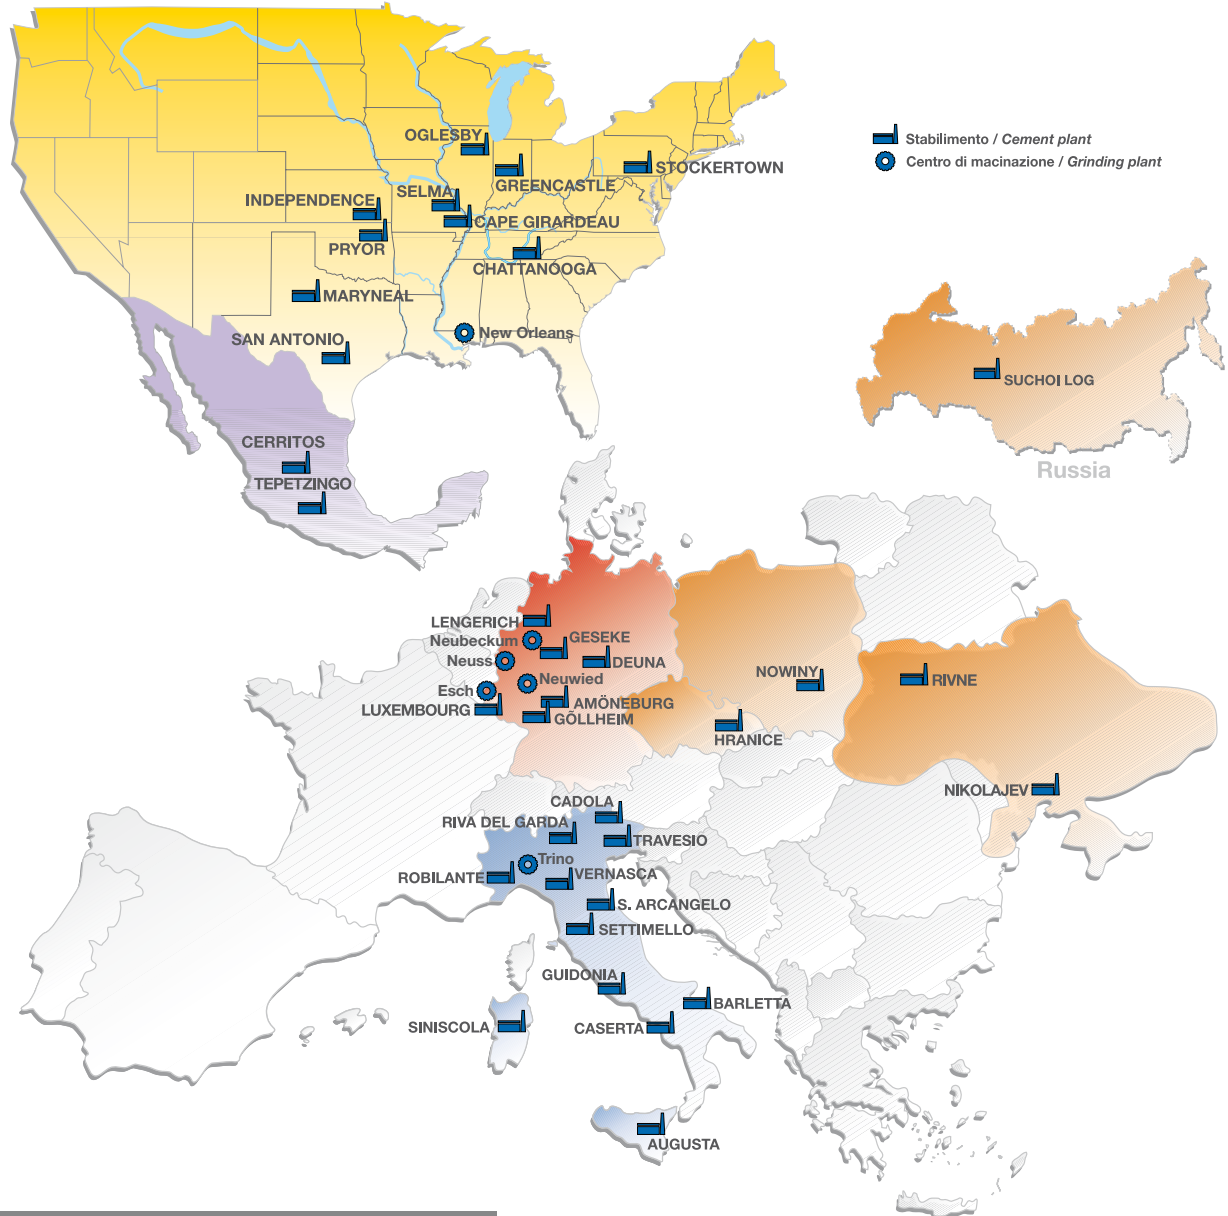 OGLESBY
STOCKERTOWN
GREENCASTLE
SELMA
INDEPENDENCE
CAPE GIRARDEAU
PRYOR
CHATTANOOGA
MARYNEAL
New Orleans
SAN ANTONIO
CERRITOS
TEPETZINGO
Stabilimento / Cement plant
Centro di macinazione / Grinding plant
SUCHOI LOG
Russia
LENGERICH
Neubeckum
GESEKE
Neuss
DEUNA
Neuwied
Esch
AMÖNEBURG
LUXEMBOURG
GÖLLHEIM
NOWINY
RIVNE
HRANICE
NIKOLAJEV
CADOLA
RIVA DEL GARDA
TRAVESIO
Trino
ROBILANTE
VERNASCA
S. ARCANGELO
SETTIMELLO
GUIDONIA
BARLETTA
SINISCOLA
CASERTA
AUGUSTA